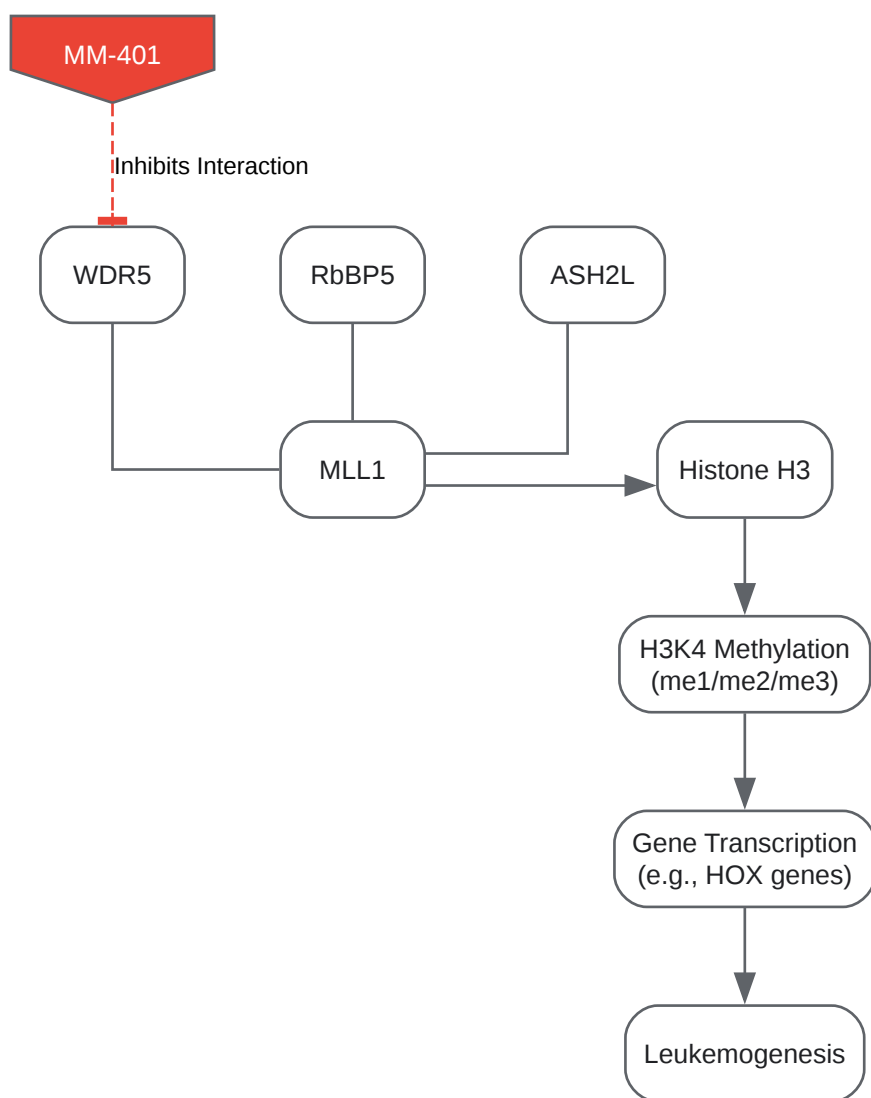 MM-401
Inhibits Interaction
WDR5
RbBP5
ASH2L
MLL1
Histone H3
H3K4 Methylation
(me1/me2/me3)
Gene Transcription
(e.g., HOX genes)
Leukemogenesis